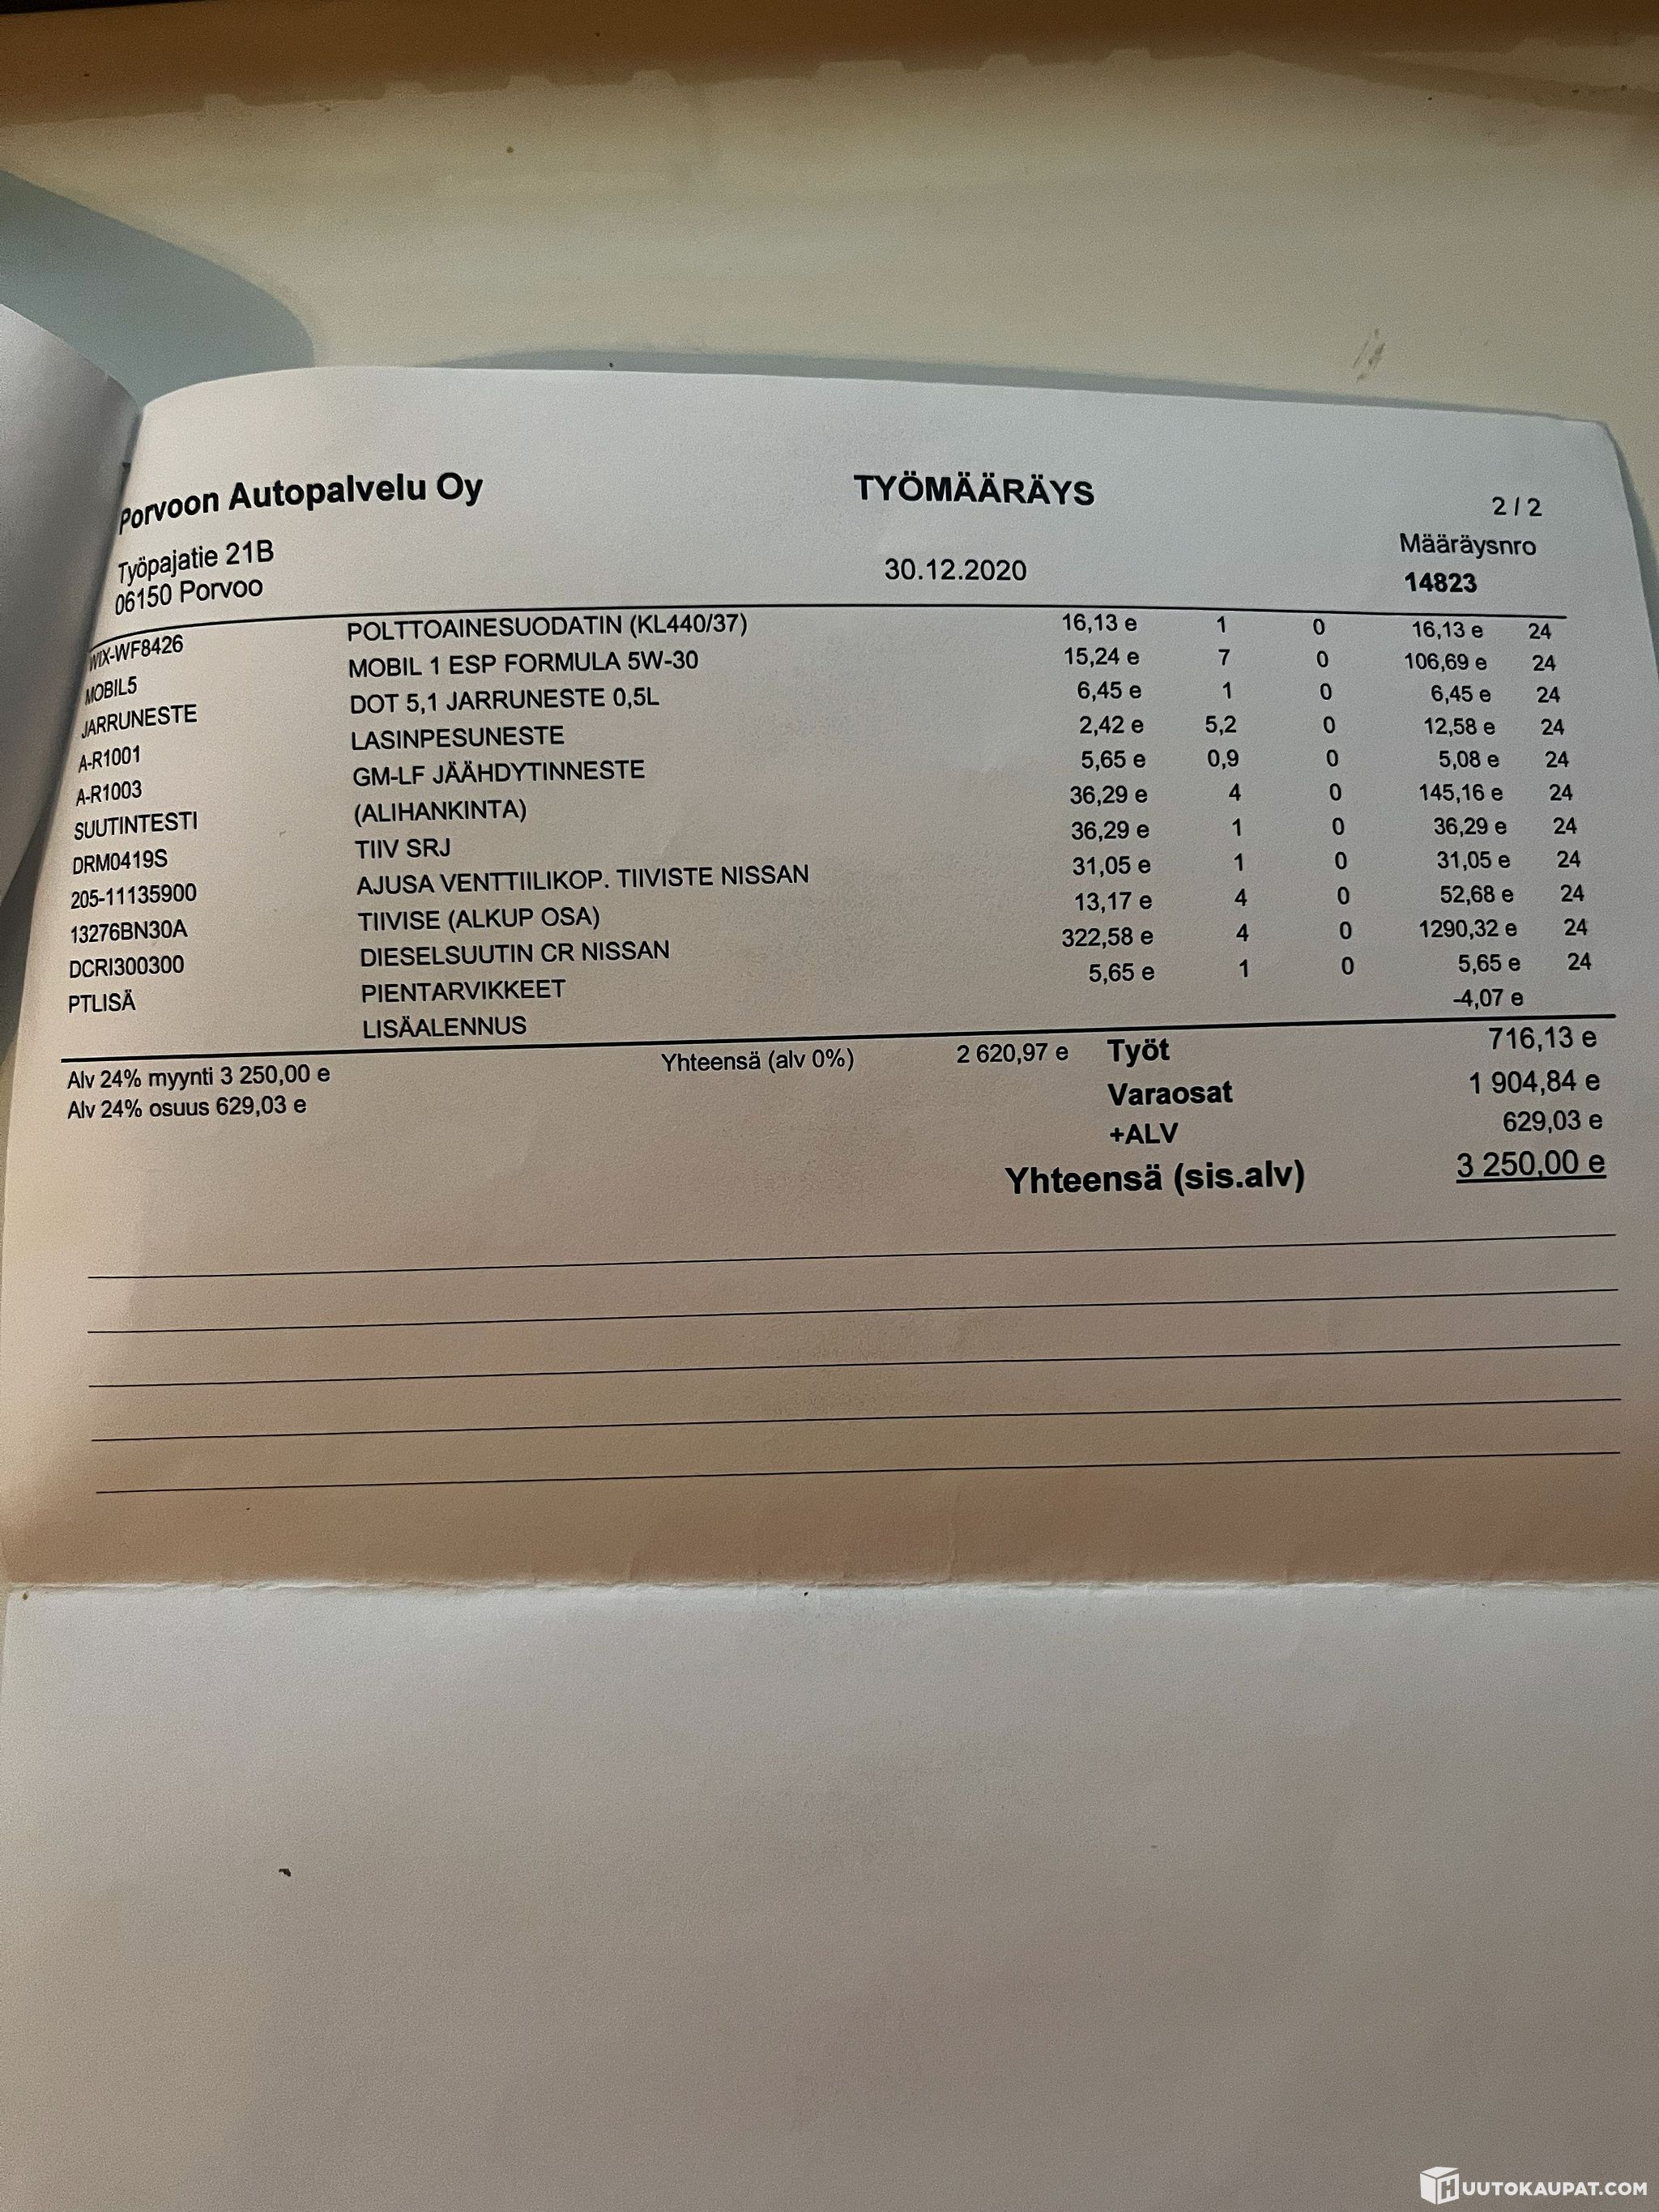 Porvoon Autopalvelu Oy TYÖMÄÄRÄYS 2 / 2
Työpajatie 21B Määräysnro
06150 Porvoo 30.12.2020 14823
WIX-WF8426 POLTTOAINESUODATIN (KL440/37) 16,13 e 1 0 16,13 e 24
MOBIL5 MOBIL 1 ESP FORMULA 5W-30 15,24 e 7 0 106,69 e 24
JARRUNESTE DOT 5,1 JARRUNESTE 0,5L 6,45 e 1 0 6,45 e 24
A-R1001 LASINPESUNESTE 2,42 e 5,2 0 12,58 e 24
A-R1003 GM-LF JÄÄHDYTINNESTE 5,65 e 0,9 0 5,08 e 24
SUUTINTESTI (ALIHANKINTA) 36,29 e 4 0 145,16 e 24
DRM0419S TIIV SRJ 36,29 e 1 0 36,29 e 24
205-11135900 AJUSA VENTTIILIKOP. TIIVISTE NISSAN 31,05 e 1 0 31,05 e 24
13276BN30A TIIVISE (ALKUP OSA) 13,17 e 4 0 52,68 e 24
DCRI300300 DIESELSUUTIN CR NISSAN 322,58 e 4 0 1290,32 e 24
PTLISÄ PIENTARVIKKEET 5,65 e 1 0 5,65 e 24
LISÄALENNUS -4,07 e
Alv 24% myynti 3 250,00 e Yhteensä (alv 0%) 2 620,97 e Työt 716,13 e
Alv 24% osuus 629,03 e Varaosat 1 904,84 e
+ALV 629,03 e
Yhteensä (sis.alv) 3 250,00 e
HUUTOKAUPAT.COM